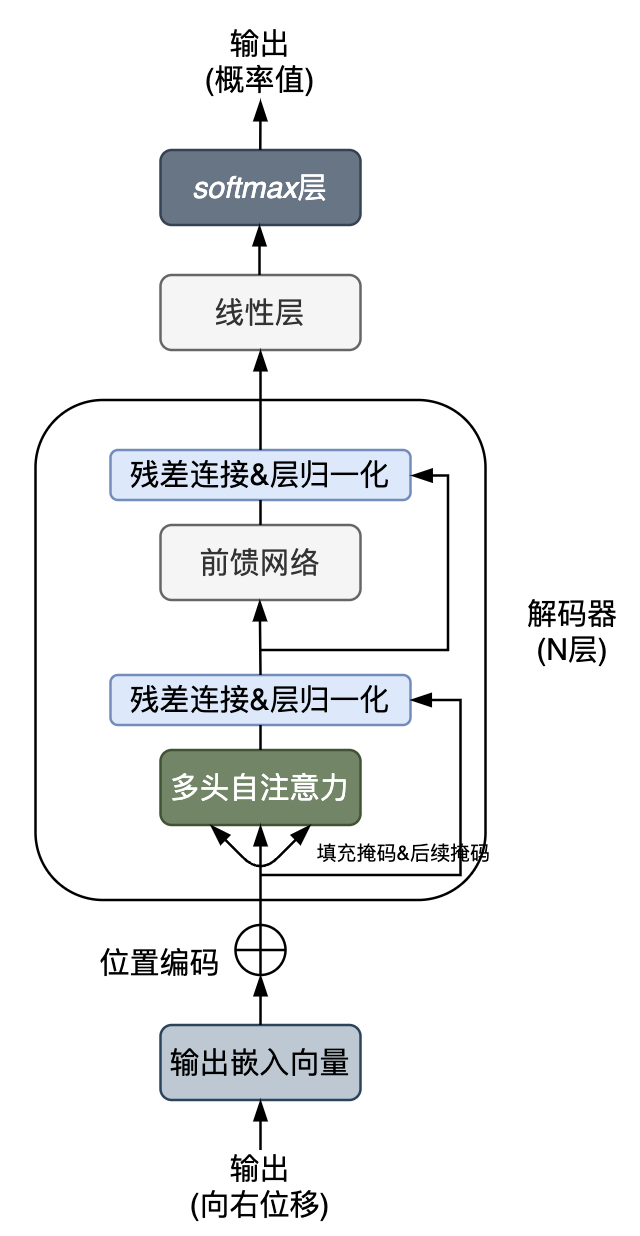 输出
(概率值)
softmax层
线性层
残差连接&层归一化
前馈网络
解码器
(N层)
残差连接&层归一化
多头自注意力
填充掩码&后续掩码
位置编码
输出嵌入向量
输出
(向右位移)